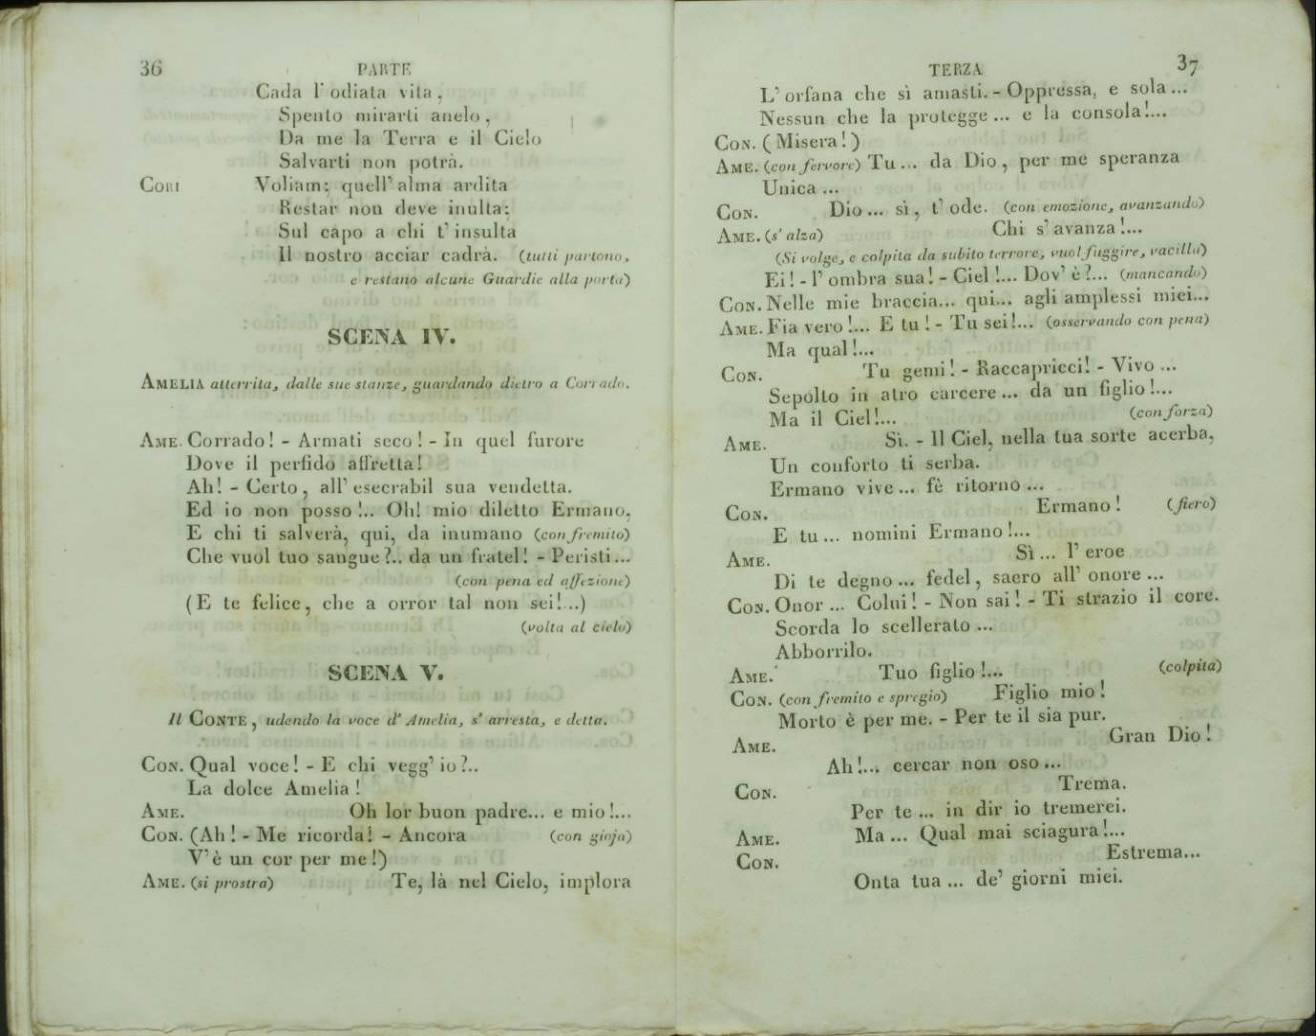 36
PARTE
Cada l'odiata vita,
Spento mirarti anelo,
Da me la Terra e il Cielo
Salvarti non potrà.
CORI Voliam: quell'alma ardita
Restar non deve inulta:
Sul capo a chi t'insulta
Il nostro acciar cadrà. (tutti partono,
e restano alcune Guardie alla porta)
SCENA IV.
AMELIA atterrita, dalle sue stanze, guardando dietro a Corrado.
AME. Corrado! - Armati seco! - In quel furore
Dove il perfido affretta!
Ah! - Certo, all'esecrabil sua vendetta.
Ed io non posso!.. Oh! mio diletto Ermano,
E chi ti salverà, qui, da inumano (con fremito)
Che vuol tuo sangue?.. da un fratel! - Peristi...
(con pena ed affezione)
(E te felice, che a orror tal non sei!..)
(volta al cielo)
SCENA V.
Il CONTE, udendo la voce d'Amelia, s'arresta, e detta.
CON. Qual voce! - E chi vegg'io?..
La dolce Amelia!
AME. Oh lor buon padre... e mio!...
CON. (Ah! - Me ricorda! - Ancora (con gioja)
V'è un cor per me!)
AME. (si prostra) Te, là nel Cielo, implora
TERZA
37
L'orfana che sì amasti. - Oppressa, e sola...
Nessun che la protegge... e la consola!...
CON. (Misera!)
AME. (con fervore) Tu... da Dio, per me speranza
Unica...
CON. Dio... sì, t'ode. (con emozione, avanzando)
AME. (s'alza) Chi s'avanza!...
(Si volge, e colpita da subito terrore, vuol fuggire, vacilla)
Ei! - l'ombra sua! - Ciel!... Dov'è?... (mancando)
CON. Nelle mie braccia... qui... agli amplessi miei...
AME. Fia vero!... E tu! - Tu sei!... (osservando con pena)
Ma qual!...
CON. Tu gemi! - Raccapricci! - Vivo...
Sepolto in atro carcere... da un figlio!...
Ma il Ciel!... (con forza)
AME. Sì. - Il Ciel, nella tua sorte acerba,
Un conforto ti serba.
Ermano vive... fè ritorno...
CON. Ermano! (fiero)
E tu... nomini Ermano!...
AME. Sì... l'eroe
Di te degno... fedel, sacro all'onore...
CON. Onor... Colui! - Non sai! - Ti strazio il core.
Scorda lo scellerato...
Abborrilo.
AME. Tuo figlio!... (colpita)
CON. (con fremito e spregio) Figlio mio!
Morto è per me. - Per te il sia pur.
AME. Gran Dio!
Ah!... cercar non oso...
CON. Trema.
Per te... in dir io tremerei.
AME. Ma... Qual mai sciagura!...
CON. Estrema...
Onta tua... de' giorni miei.